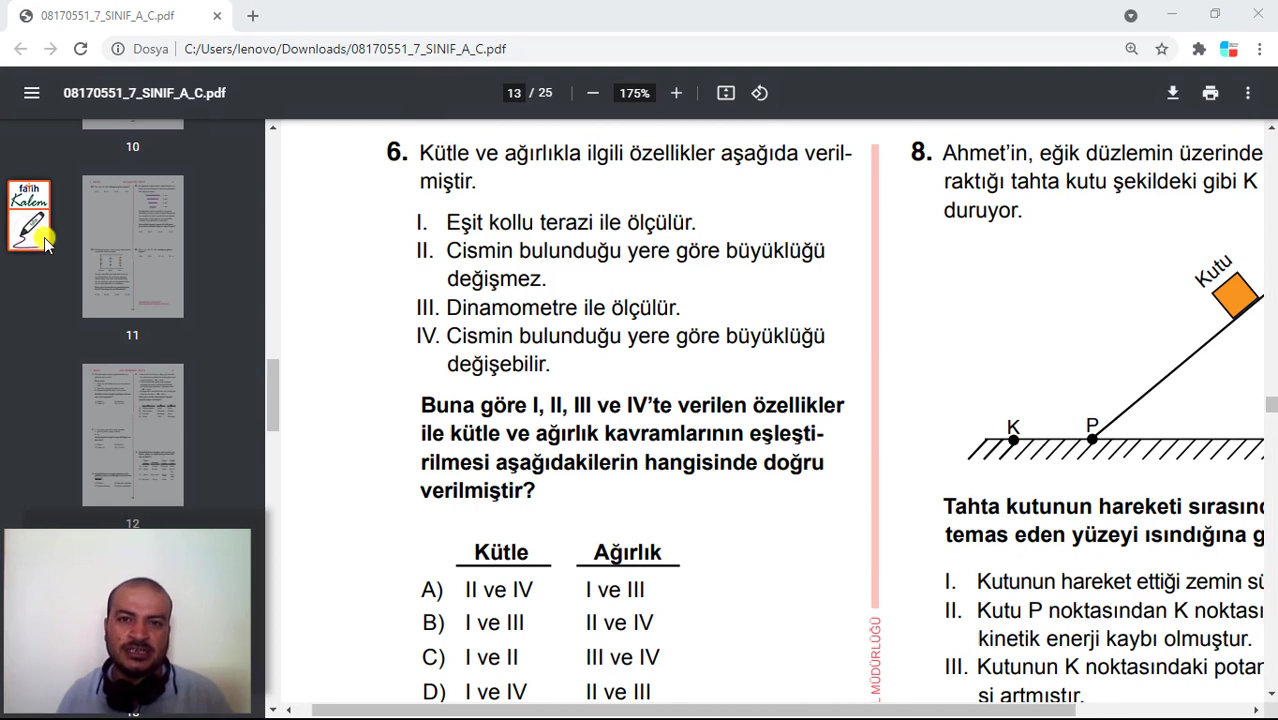 08170551_7_SINIF_A_C.pdf
Dosya
C:/Users/lenovo/Downloads/08170551_7_SINIF_A_C.pdf
08170551_7_SINIF_A_C.pdf
13 / 25
175%
10
11
12
fatih
Kalem
6. Kütle ve ağırlıkla ilgili özellikler aşağıda veril-
miştir.
I. Eşit kollu terazi ile ölçülür.
II. Cismin bulunduğu yere göre büyüklüğü
değişmez.
III. Dinamometre ile ölçülür.
IV. Cismin bulunduğu yere göre büyüklüğü
değişebilir.
Buna göre I, II, III ve IV’te verilen özellikler
ile kütle ve ağırlık kavramlarının eşleşti-
rilmesi aşağıdakilerin hangisinde doğru
verilmiştir?
Kütle Ağırlık
A) II ve IV I ve III
B) I ve III II ve IV
C) I ve II III ve IV
D) I ve IV II ve III
MÜDÜRLÜĞÜ
8. Ahmet’in, eğik düzlemin üzerinde
raktığı tahta kutu şekildeki gibi K
duruyor.
Kutu
K
P
Tahta kutunun hareketi sırasın
temas eden yüzeyi ısındığına g
I. Kutunun hareket ettiği zemin sü
II. Kutu P noktasından K noktası
kinetik enerji kaybı olmuştur.
III. Kutunun K noktasındaki potan
si artmıştır.